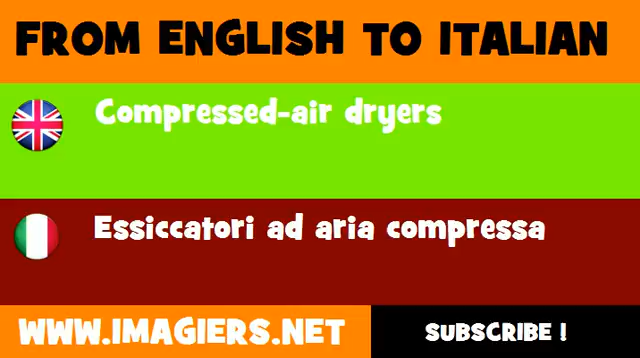 FROM ENGLISH TO ITALIAN
Compressed-air dryers
Essiccatori ad aria compressa
WWW.IMAGIERS.NET
SUBSCRIBE !